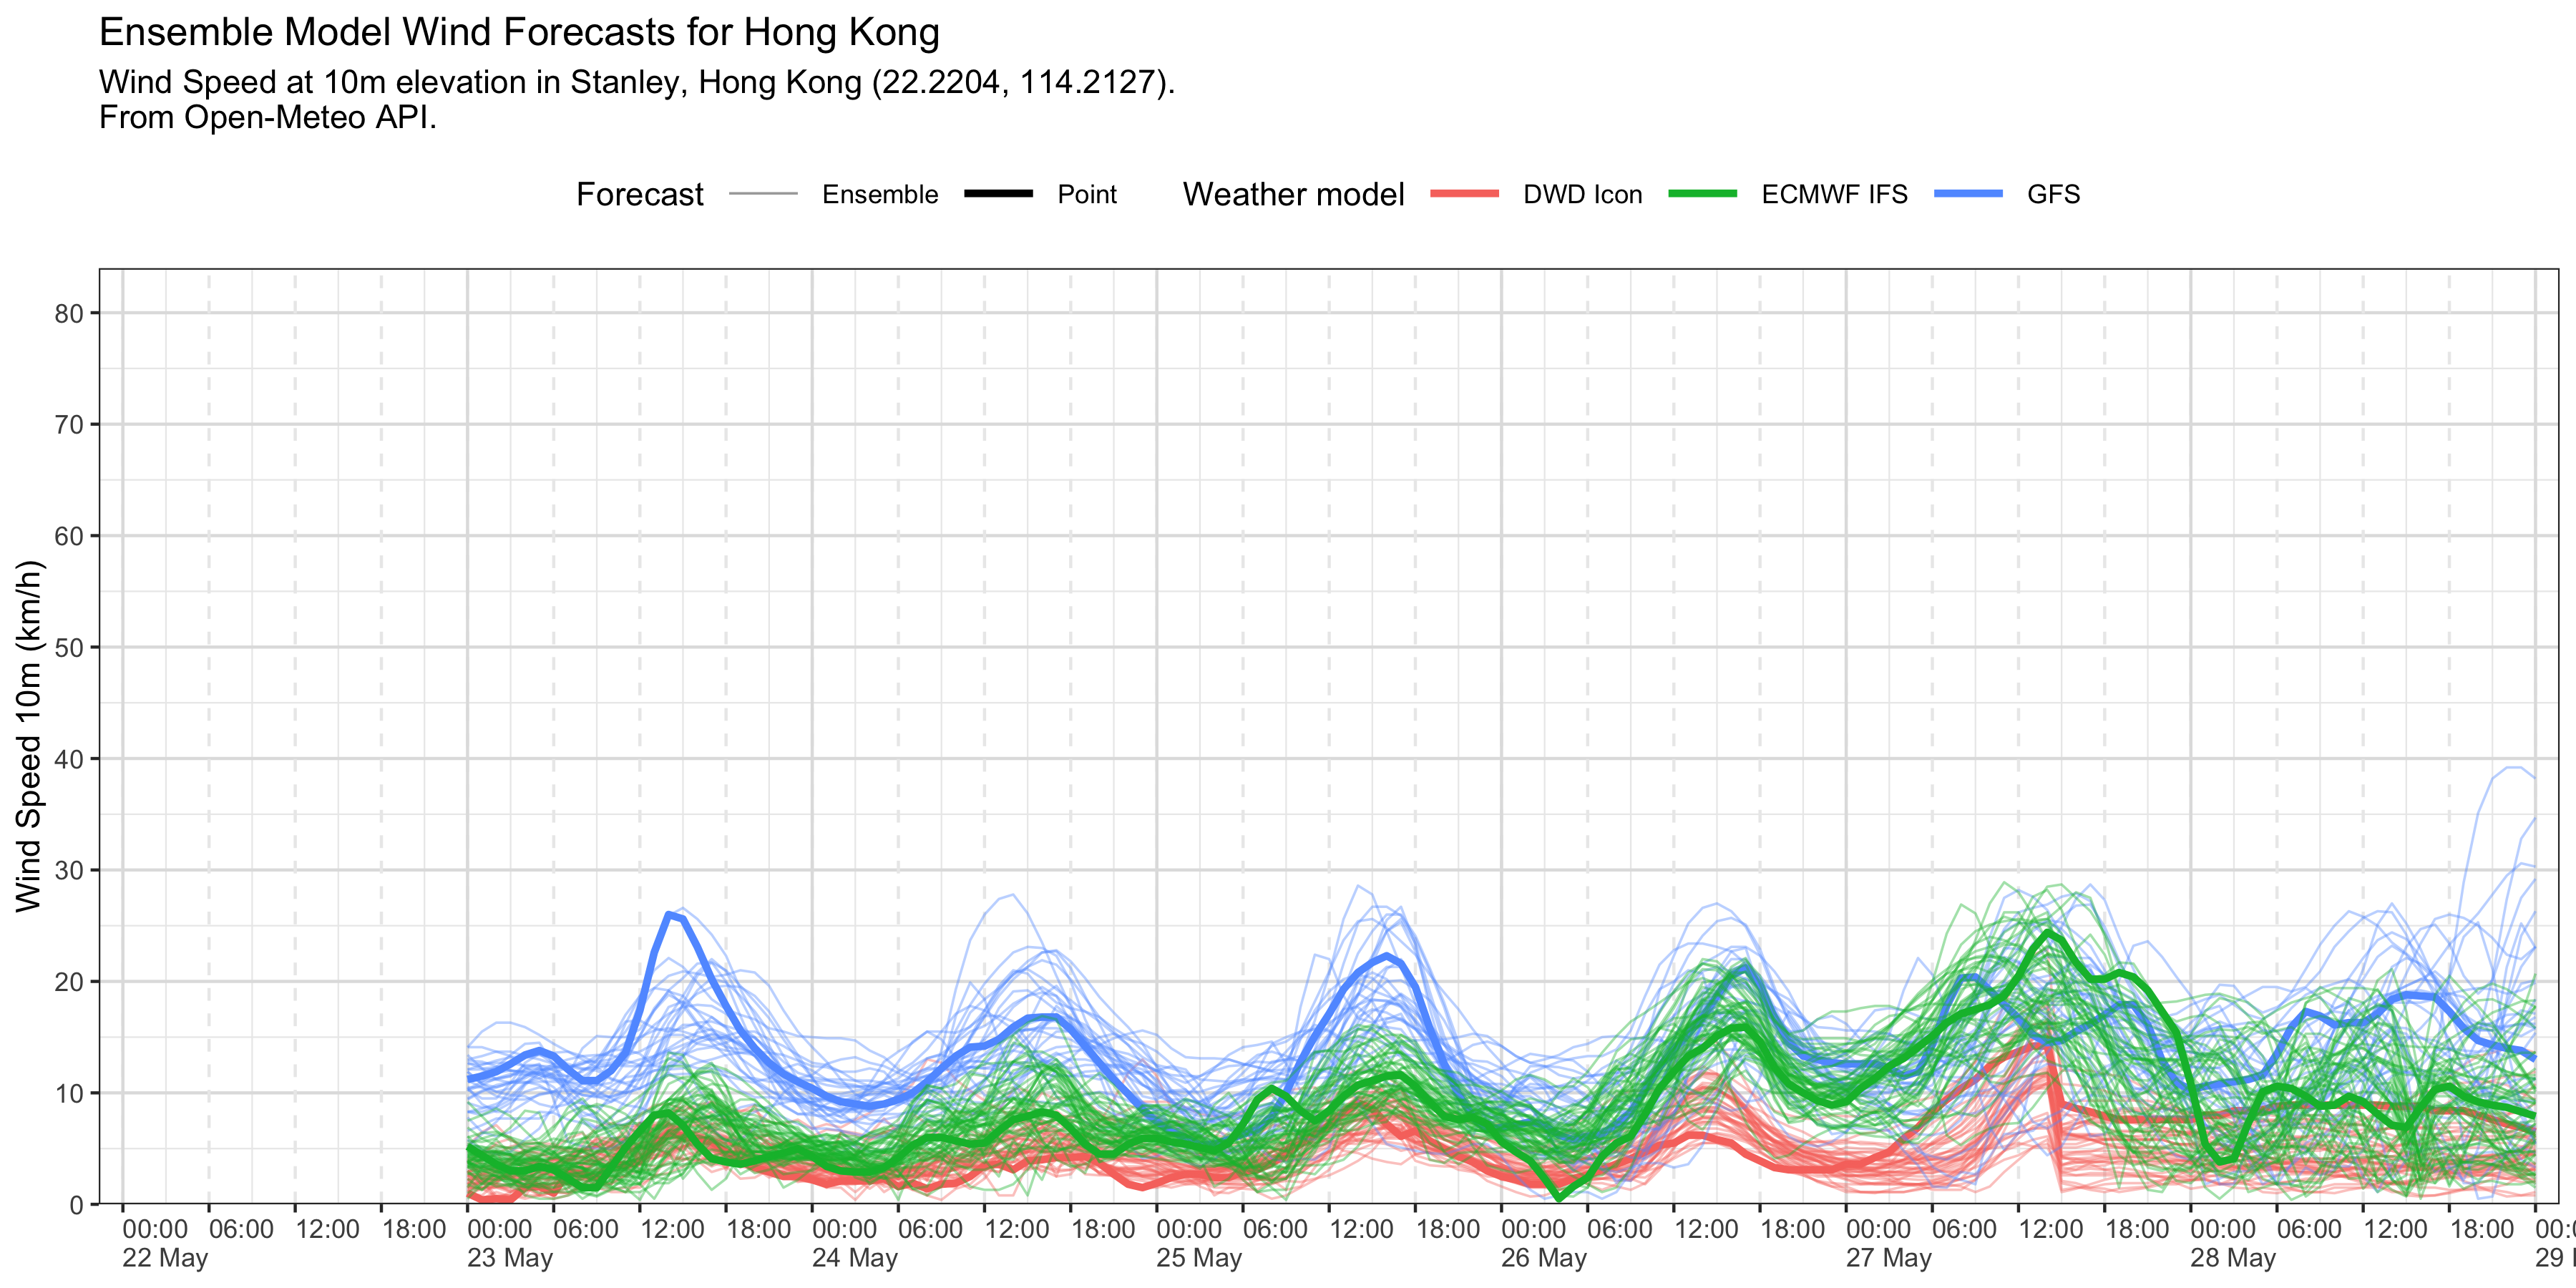 Ensemble Model Wind Forecasts for Hong Kong
Wind Speed at 10m elevation in Stanley, Hong Kong (22.2204, 114.2127).
From Open-Meteo API.
Forecast Ensemble Point Weather model DWD Icon ECMWF IFS GFS
Wind Speed 10m (km/h)
80
70
60
50
40
30
20
10
0
00:00 06:00 12:00 18:00 00:00 06:00 12:00 18:00 00:00 06:00 12:00 18:00 00:00 06:00 12:00 18:00 00:00 06:00 12:00 18:00 00:00 06:00 12:00 18:00 00:00 06:00 12:00 18:00
22 May 23 May 24 May 25 May 26 May 27 May 28 May 29